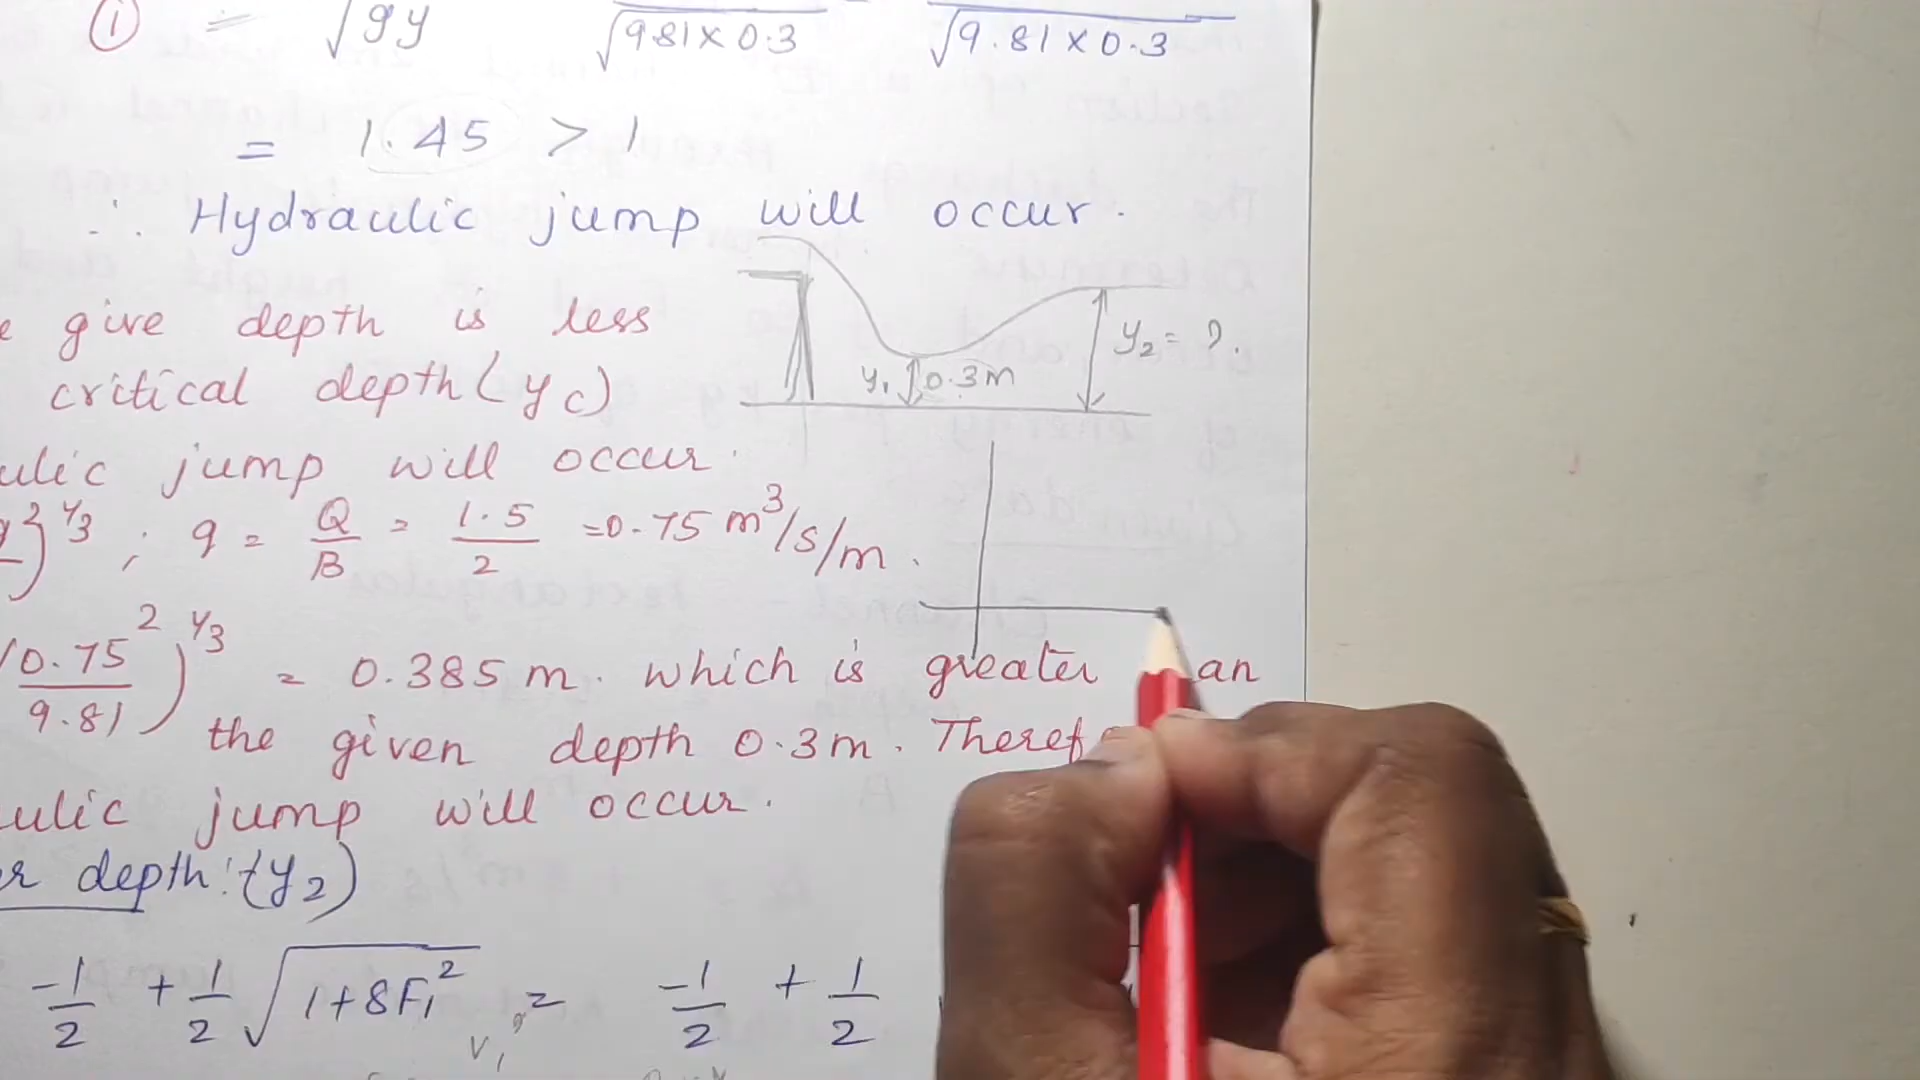 ① = √gy √9.81 × 0.3 √9.81 × 0.3
= 1.45 > 1
∴ Hydraulic jump will occur.
give depth is less
critical depth (yc)
y₂ = ?.
y₁ 0.3m
ulic jump will occur.
)^1/3 ; q = Q/B = 1.5/2 = 0.75 m³/s/m.
(0.75²/9.81)^1/3 = 0.385 m. which is greater an
the given depth 0.3m. Theref
ulic jump will occur.
r depth: (y₂)
-1/2 + 1/2 √1+8F₁² = -1/2 + 1/2
V₁